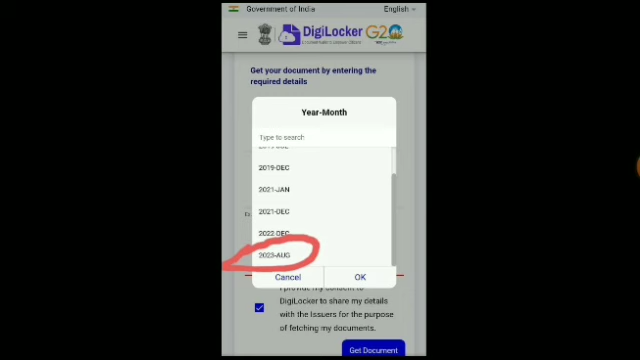 Government of India
English
DigiLocker
G20
Get your document by entering the
required details
Year-Month
Type to search
2019-DEC
2021-JAN
2021-DEC
2022-DEC
2023-AUG
Cancel OK
I provide my consent to
DigiLocker to share my details
with the Issuers for the purpose
of fetching my documents.
Get Document